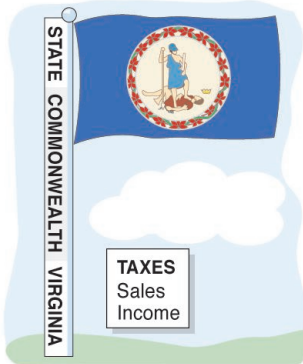 STATE COMMONWEALTH VIRGINIA
TAXES
Sales
Income